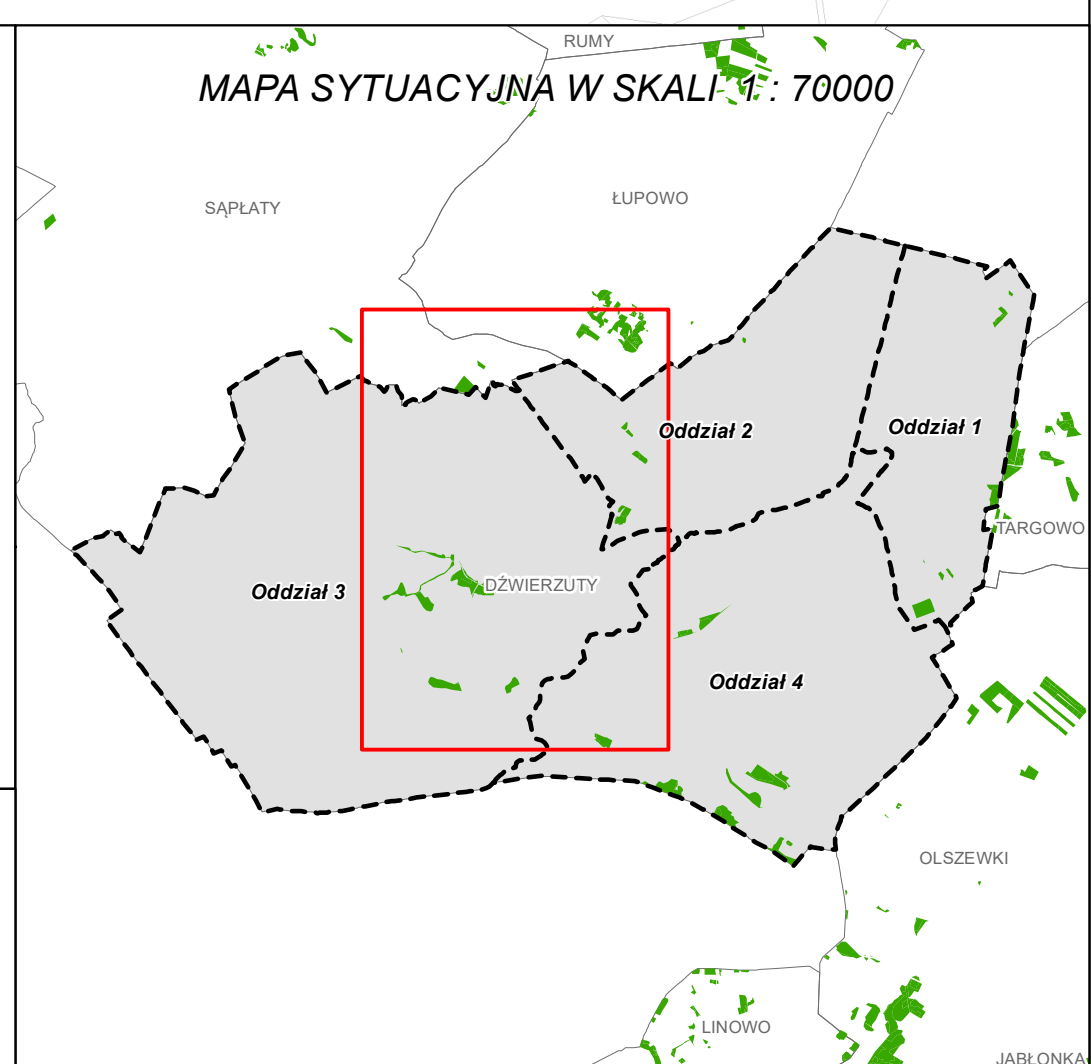 RUMY
MAPA SYTUACYJNA W SKALI 1 : 70000
SĄPŁATY
ŁUPOWO
Oddział 2
Oddział 1
TARGOWO
Oddział 3
DŹWIERZUTY
Oddział 4
OLSZEWKI
LINOWO
JABŁONKA